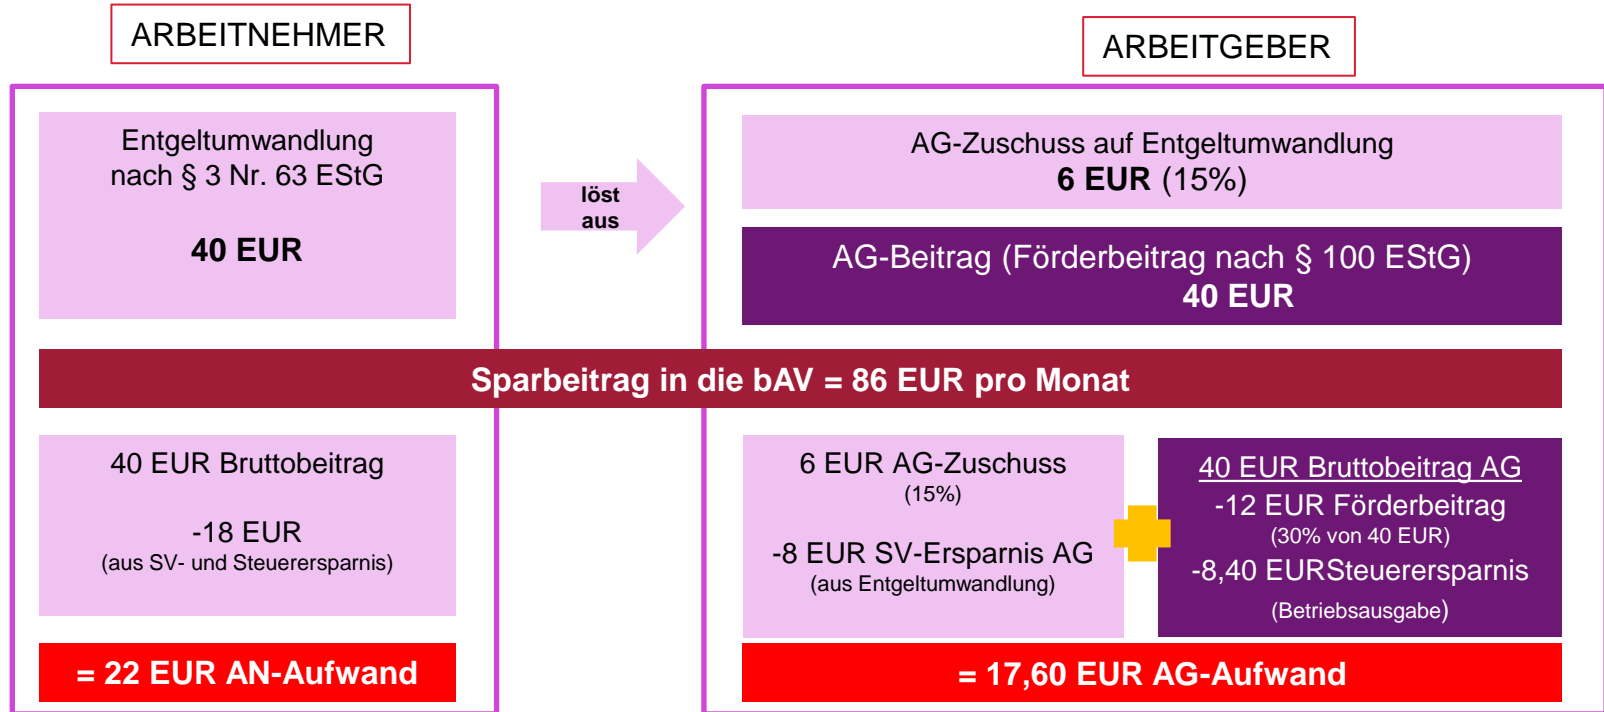 ARBEITNEHMER
ARBEITGEBER
Entgeltumwandlung
nach § 3 Nr. 63 EStG
40 EUR
löst
aus
AG-Zuschuss auf Entgeltumwandlung
6 EUR (15%)
AG-Beitrag (Förderbeitrag nach § 100 EStG)
40 EUR
Sparbeitrag in die bAV = 86 EUR pro Monat
40 EUR Bruttobeitrag
-18 EUR
(aus SV- und Steuerersparnis)
6 EUR AG-Zuschuss
(15%)
-8 EUR SV-Ersparnis AG
(aus Entgeltumwandlung)
40 EUR Bruttobeitrag AG
-12 EUR Förderbeitrag
(30% von 40 EUR)
-8,40 EURSteuerersparnis
(Betriebsausgabe)
= 22 EUR AN-Aufwand
= 17,60 EUR AG-Aufwand